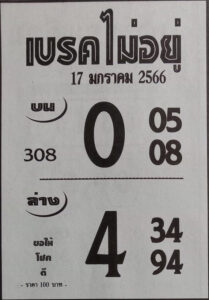 เบรคไม่อยู่
17 มกราคม 2566
บน
308
0
05
08
ล่าง
ขอให้
โชค
ดี
- ราคา 100 บาท -
4
34
94